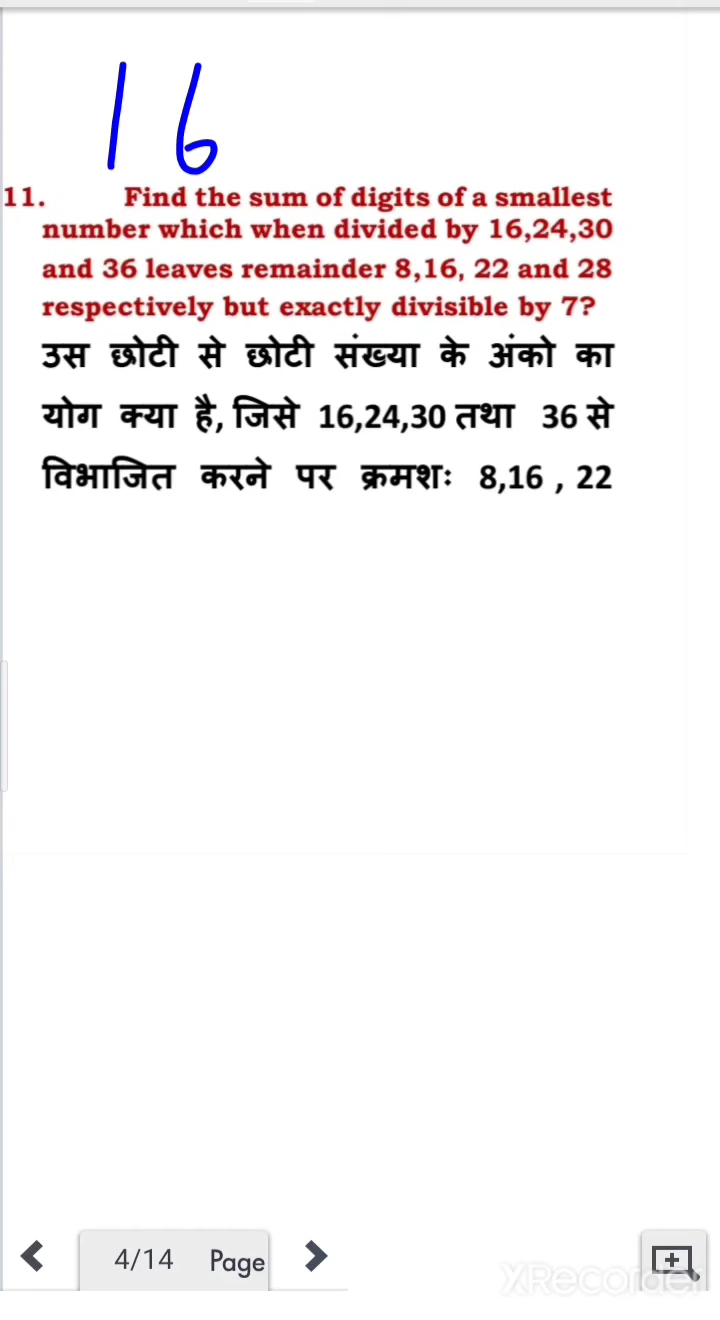 16
11. Find the sum of digits of a smallest
number which when divided by 16,24,30
and 36 leaves remainder 8,16, 22 and 28
respectively but exactly divisible by 7?
उस छोटी से छोटी संख्या के अंको का
योग क्या है, जिसे 16,24,30 तथा 36 से
विभाजित करने पर क्रमशः 8,16 , 22
4/14 Page
XRecorder